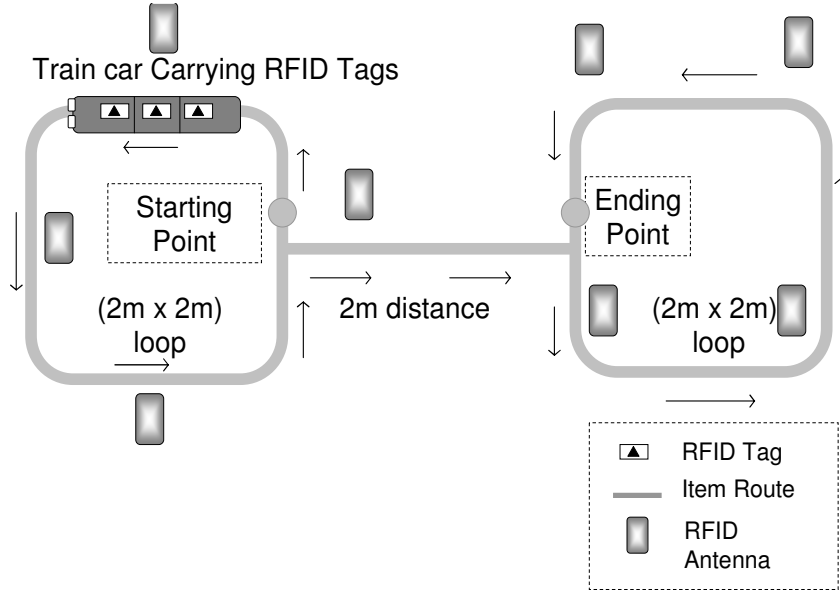 Train car Carrying RFID Tags
Starting
Point
Ending
Point
(2m x 2m)
loop
2m distance
(2m x 2m)
loop
RFID Tag
Item Route
RFID
Antenna